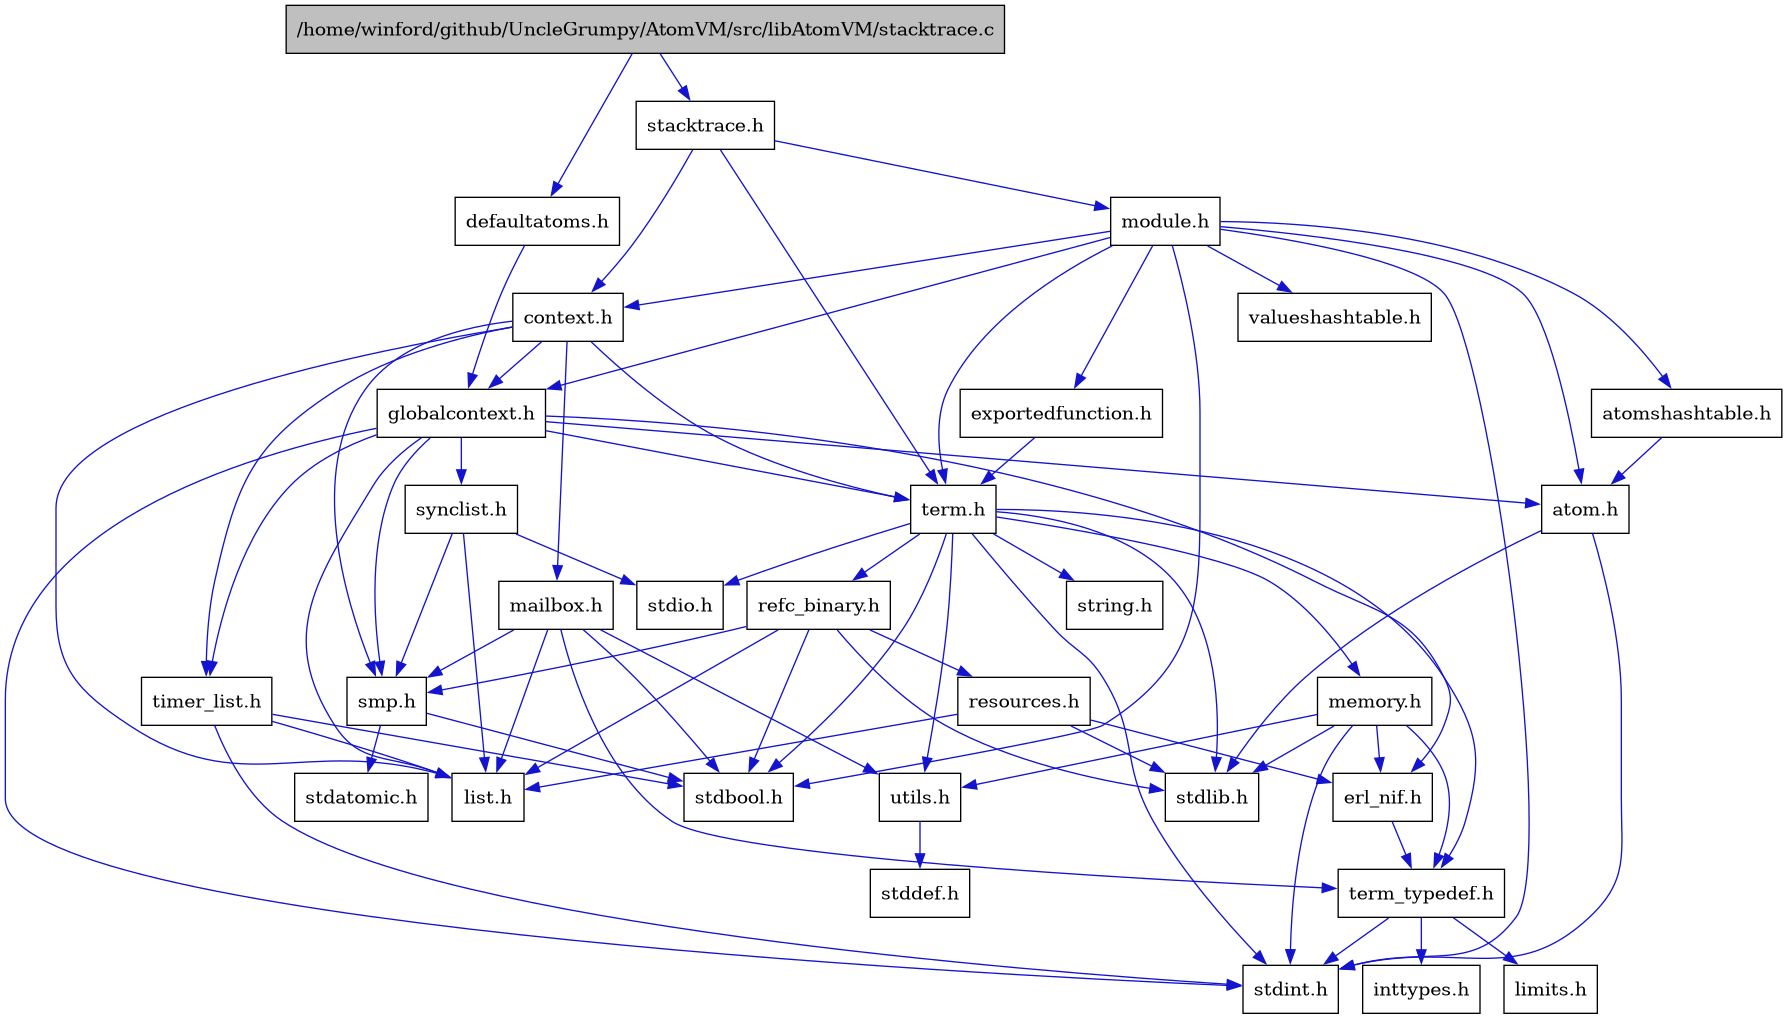 /home/winford/github/UncleGrumpy/AtomVM/src/libAtomVM/stacktrace.c
stacktrace.h
defaultatoms.h
module.h
context.h
valueshashtable.h
globalcontext.h
exportedfunction.h
atomshashtable.h
synclist.h
term.h
atom.h
mailbox.h
stdio.h
refc_binary.h
string.h
timer_list.h
smp.h
resources.h
memory.h
stdatomic.h
list.h
stdbool.h
utils.h
stdlib.h
erl_nif.h
stddef.h
term_typedef.h
stdint.h
inttypes.h
limits.h